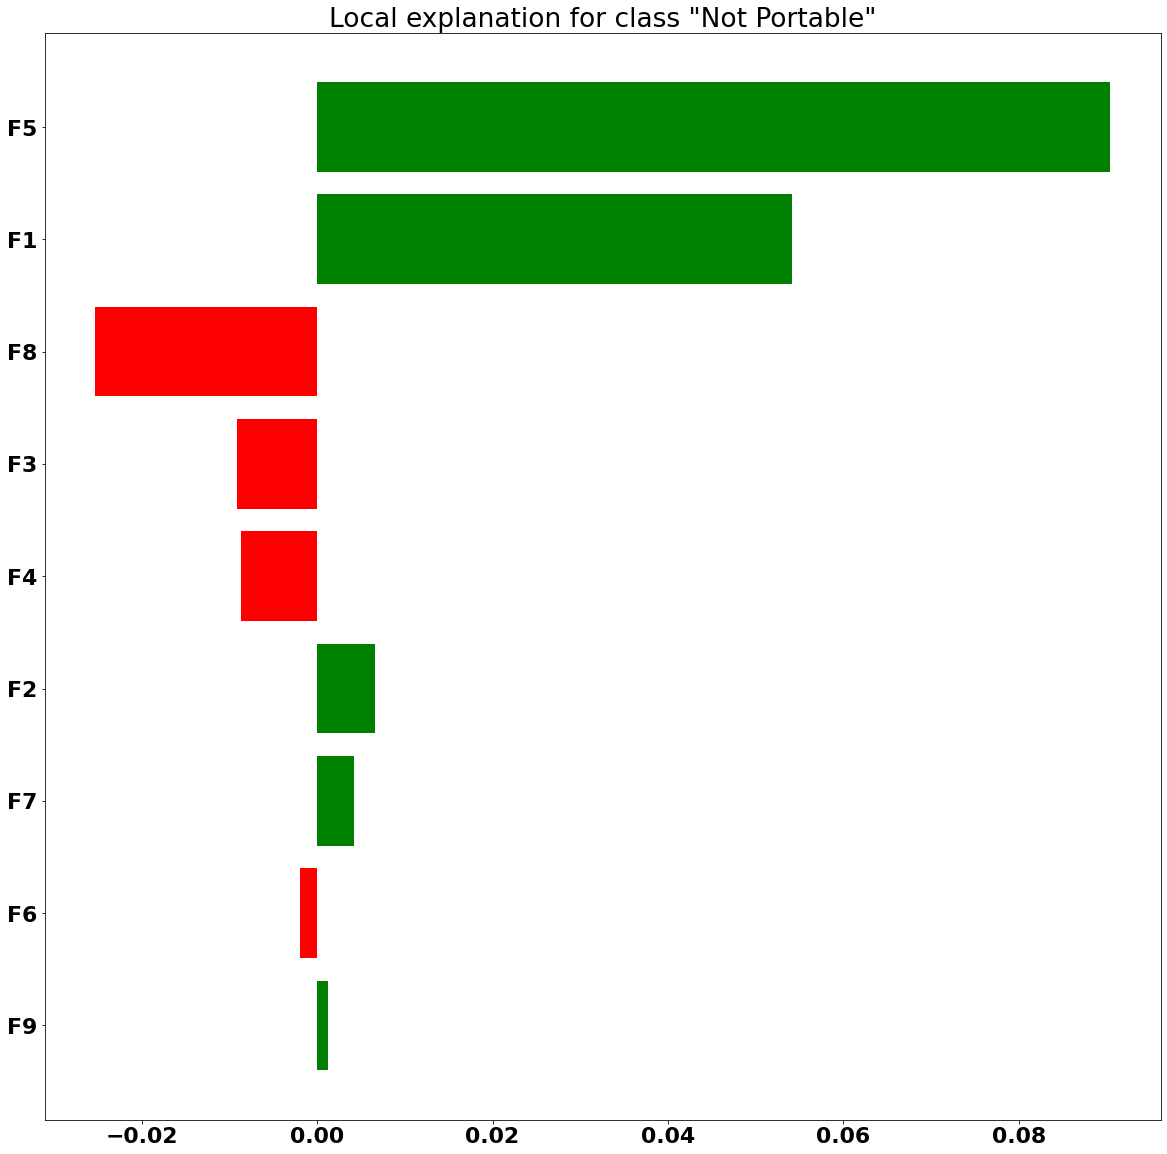 Local explanation for class "Not Portable"
F5
F1
F8
F3
F4
F2
F7
F6
F9
−0.02 0.00 0.02 0.04 0.06 0.08